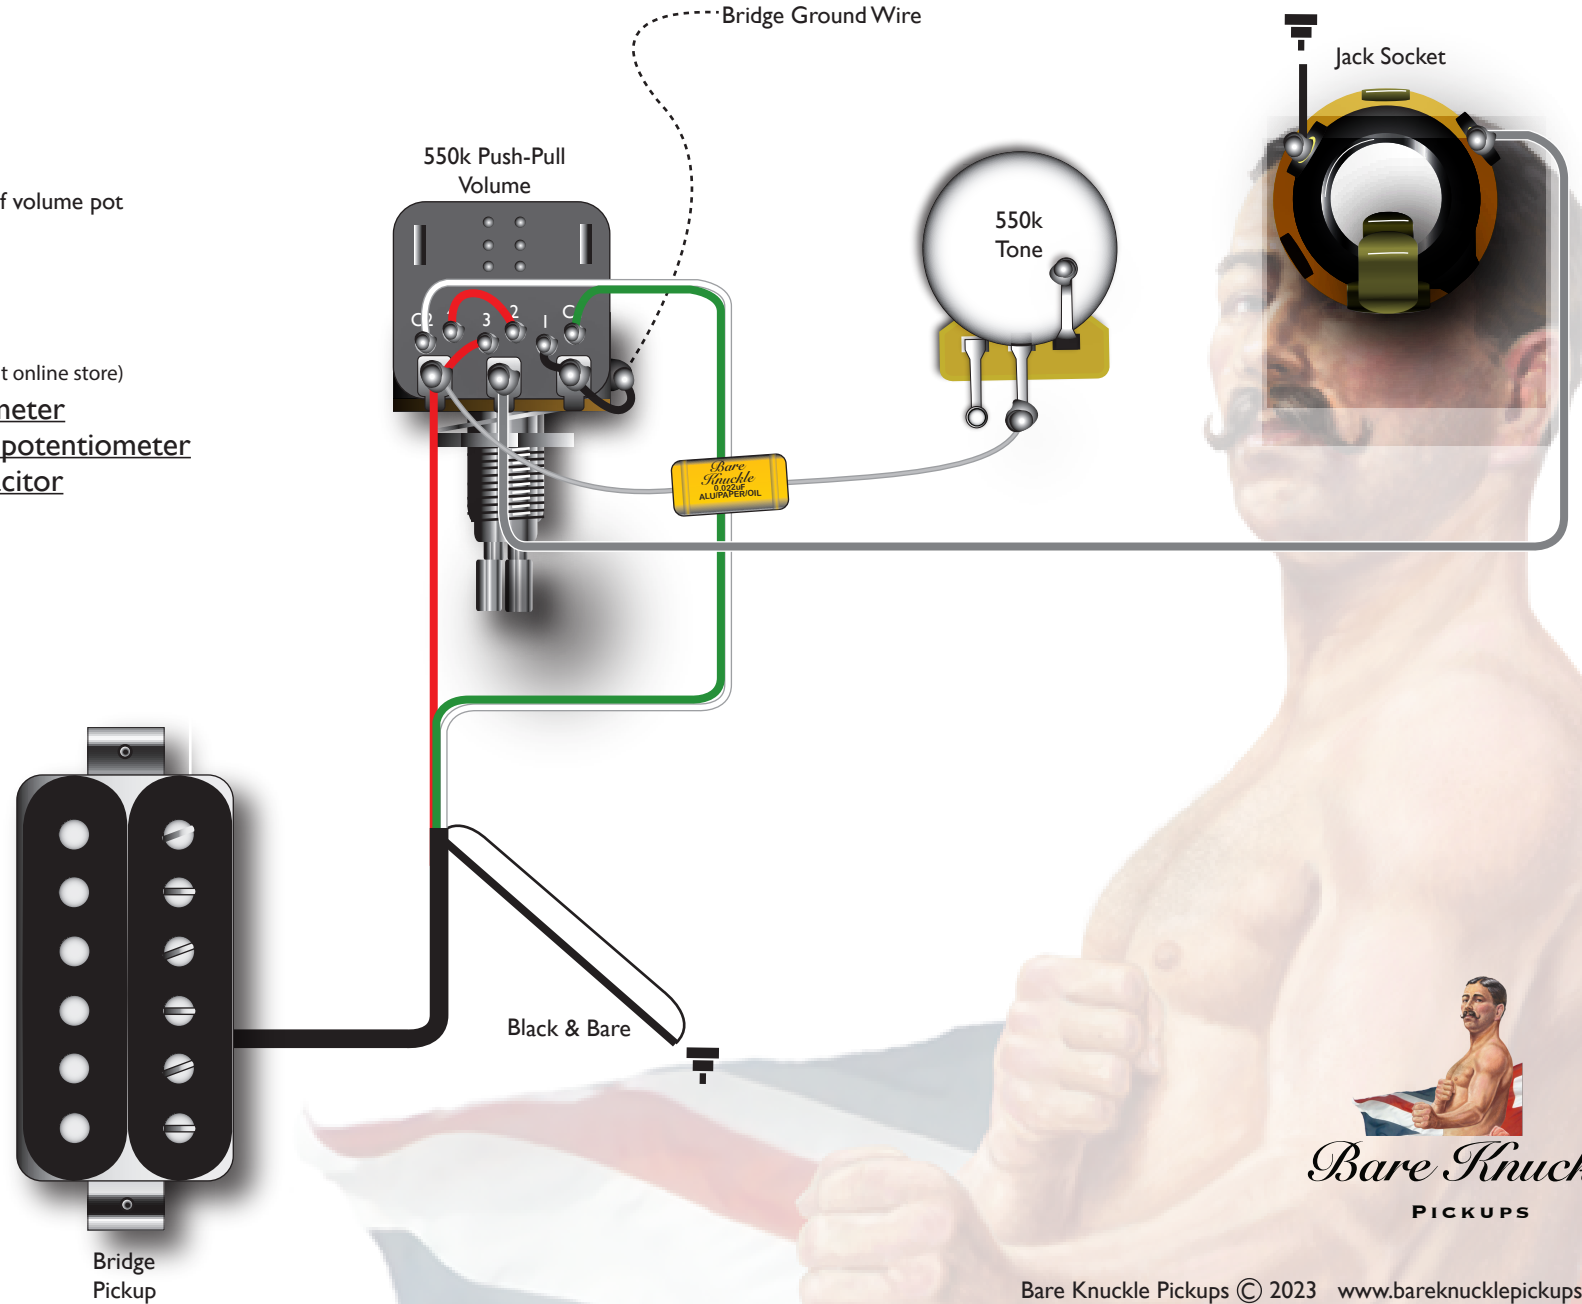 Bridge Ground Wire
Jack Socket
550k Push-Pull
Volume
f volume pot
550k
Tone
C2 4 3 2 1 C
t online store)
neter
potentiometer
citor
Bare
Knuckle
0.022uF
ALU/PAPER/OIL
Black & Bare
Bare Knuck
PICKUPS
Bridge
Pickup
Bare Knuckle Pickups © 2023 www.bareknucklepickups